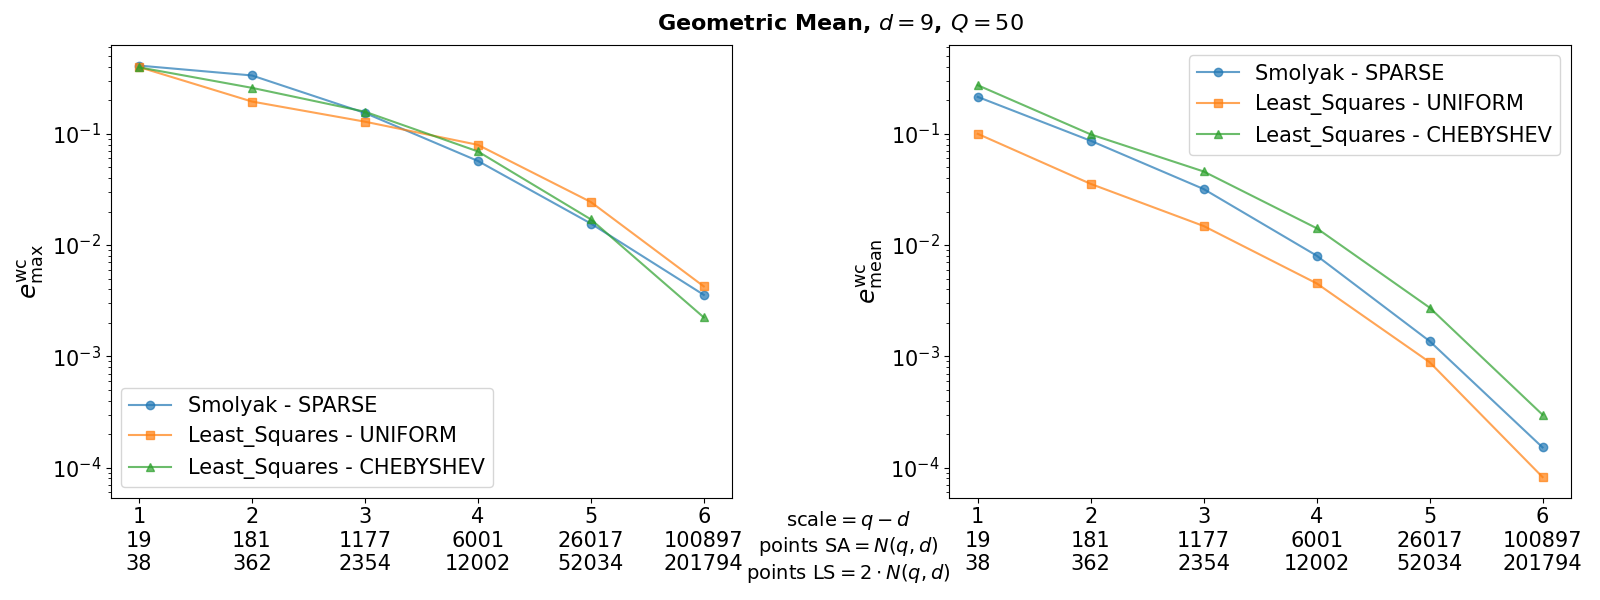 Geometric Mean, d = 9, Q = 50
e^wc_max
10^-1
10^-2
10^-3
10^-4
Smolyak - SPARSE
Least_Squares - UNIFORM
Least_Squares - CHEBYSHEV
1 2 3 4 5 6
19 181 1177 6001 26017 100897
38 362 2354 12002 52034 201794
scale = q − d
points SA = N(q, d)
points LS = 2 · N(q, d)
e^wc_mean
10^-1
10^-2
10^-3
10^-4
Smolyak - SPARSE
Least_Squares - UNIFORM
Least_Squares - CHEBYSHEV
1 2 3 4 5 6
19 181 1177 6001 26017 100897
38 362 2354 12002 52034 201794